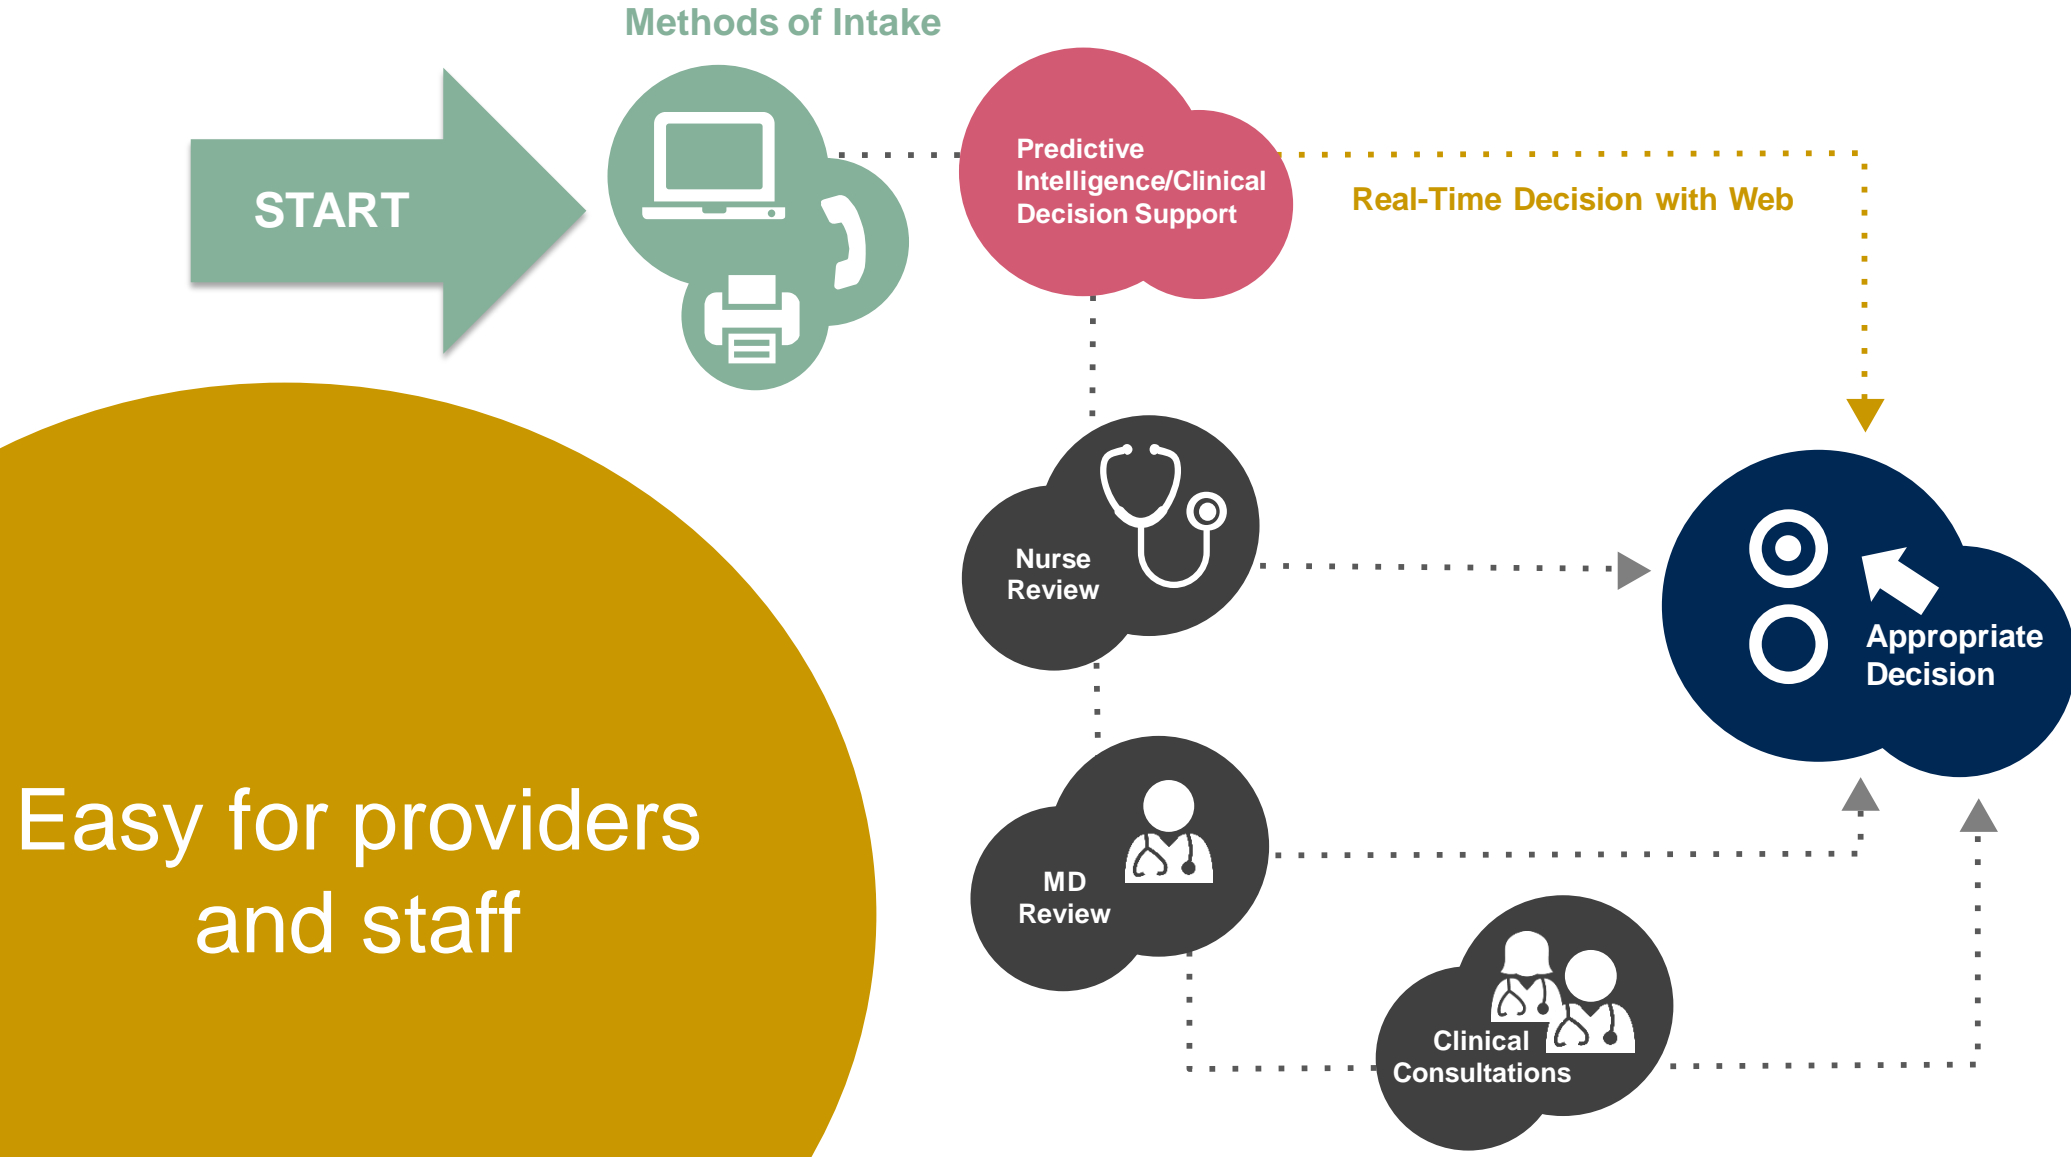 Methods of Intake
START
Predictive
Intelligence/Clinical
Decision Support
Real-Time Decision with Web
Nurse
Review
Appropriate
Decision
Easy for providers
and staff
MD
Review
Clinical
Consultations